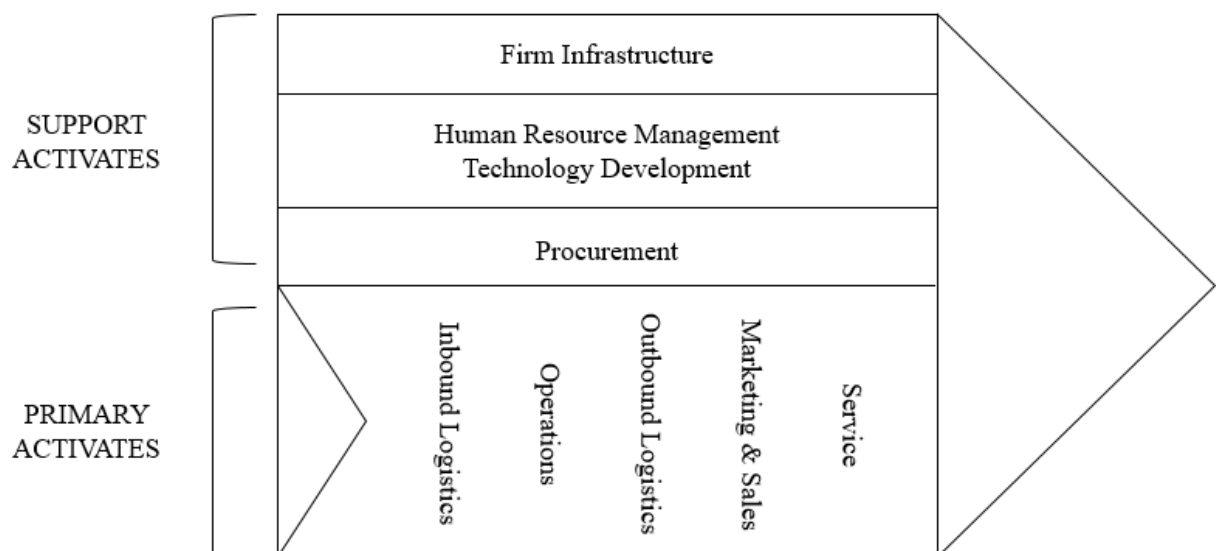 Firm Infrastructure
SUPPORT
ACTIVATES
Human Resource Management
Technology Development
Procurement
PRIMARY
ACTIVATES
Inbound Logistics
Operations
Outbound Logistics
Marketing & Sales
Service